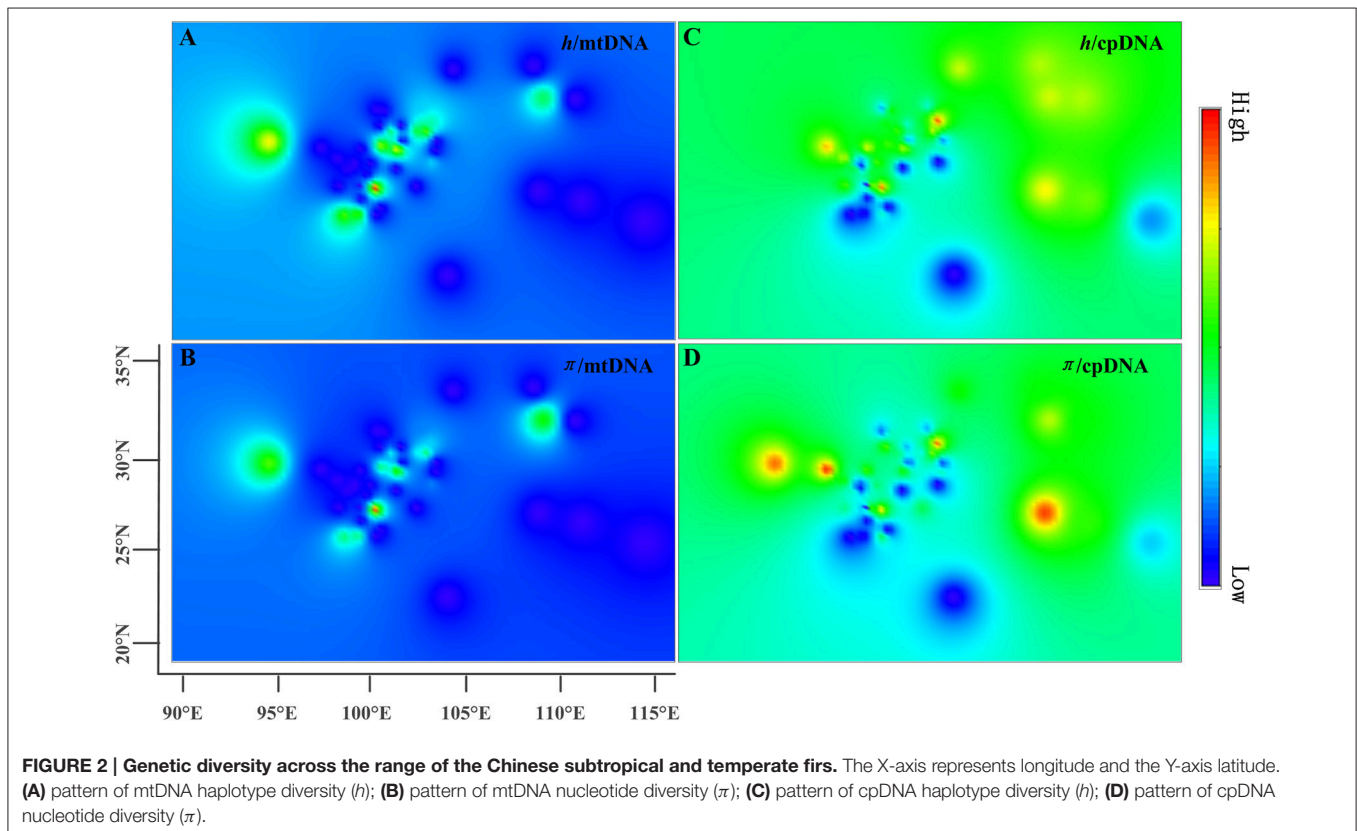 A
h/mtDNA
C
h/cpDNA
High
B
π/mtDNA
D
π/cpDNA
Low
35°N
30°N
25°N
20°N
90°E 95°E 100°E 105°E 110°E 115°E
FIGURE 2 | Genetic diversity across the range of the Chinese subtropical and temperate firs. The X-axis represents longitude and the Y-axis latitude.
(A) pattern of mtDNA haplotype diversity (h); (B) pattern of mtDNA nucleotide diversity (π); (C) pattern of cpDNA haplotype diversity (h); (D) pattern of cpDNA
nucleotide diversity (π).